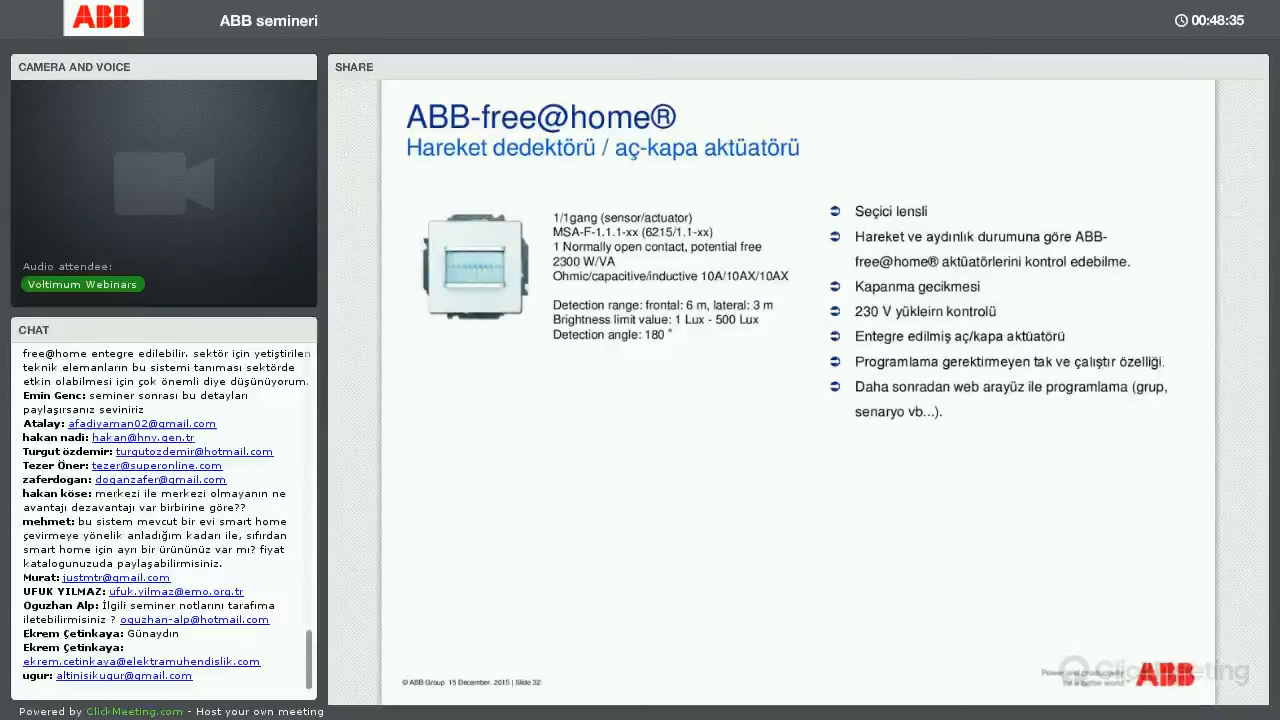 ABB
ABB semineri
00:48:35
CAMERA AND VOICE
Audio attendee:
Voltimum Webinars
CHAT
free@home entegre edilebilir. sektör için yetiştirilen
teknik elemanların bu sistemi tanıması sektörde
etkin olabilmesi için çok önemli diye düşünüyorum.
Emin Genc: seminer sonrası bu detayları
paylaşırsanız seviniriz
Atalay: afadiyaman02@gmail.com
hakan nadi: hakan@hny.gen.tr
Turgut özdemir: turgutozdemir@hotmail.com
Tezer Öner: tezer@superonline.com
zaferdogan: doganzafer@gmail.com
hakan köse: merkezi ile merkezi olmayanın ne
avantajı dezavantajı var birbirine göre??
mehmet: bu sistem mevcut bir evi smart home
çevirmeye yönelik anladığım kadarı ile, sıfırdan
smart home için ayrı bir ürününüz var mı? fiyat
katalogunuzuda paylaşabilirmisiniz.
Murat: justmtr@gmail.com
UFUK YILMAZ: ufuk.yilmaz@emo.org.tr
Oguzhan Alp: İlgili seminer notlarını tarafıma
iletebilirmisiniz ? oguzhan-alp@hotmail.com
Ekrem Çetinkaya: Günaydın
Ekrem Çetinkaya:
ekrem.cetinkaya@elektramuhendislik.com
ugur: altinisikugur@gmail.com
Powered by ClickMeeting.com - Host your own meeting
SHARE
ABB-free@home®
Hareket dedektörü / aç-kapa aktüatörü
1/1gang (sensor/actuator)
MSA-F-1.1.1-xx (6215/1.1-xx)
1 Normally open contact, potential free
2300 W/VA
Ohmic/capacitive/inductive 10A/10AX/10AX
Detection range: frontal: 6 m, lateral: 3 m
Brightness limit value: 1 Lux - 500 Lux
Detection angle: 180 °
Seçici lensli
Hareket ve aydınlık durumuna göre ABB-
free@home® aktüatörlerini kontrol edebilme.
Kapanma gecikmesi
230 V yükleirn kontrolü
Entegre edilmiş aç/kapa aktüatörü
Programlama gerektirmeyen tak ve çalıştır özelliği.
Daha sonradan web arayüz ile programlama (grup,
senaryo vb...).
© ABB Group 15 December, 2015 | Slide 32
Power and productivity
for a better world
ABB
ClickMeeting